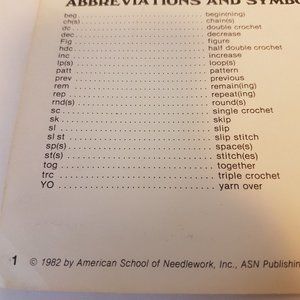 ABBREVIATIONS AND SYMBO
beg ........ begin(ning)
ch(s) ........ chain(s)
dc ........ double crochet
dec ........ decrease
Fig ........ figure
hdc ........ half double crochet
inc ........ increase
lp(s) ........ loop(s)
patt ........ pattern
prev ........ previous
rem ........ remain(ing)
rep ........ repeat(ing)
rnd(s) ........ round(s)
sc ........ single crochet
sk ........ skip
sl ........ slip
sl st ........ slip stitch
sp(s) ........ space(s)
st(s) ........ stitch(es)
tog ........ together
trc ........ triple crochet
YO ........ yarn over
1 © 1982 by American School of Needlework, Inc., ASN Publishing